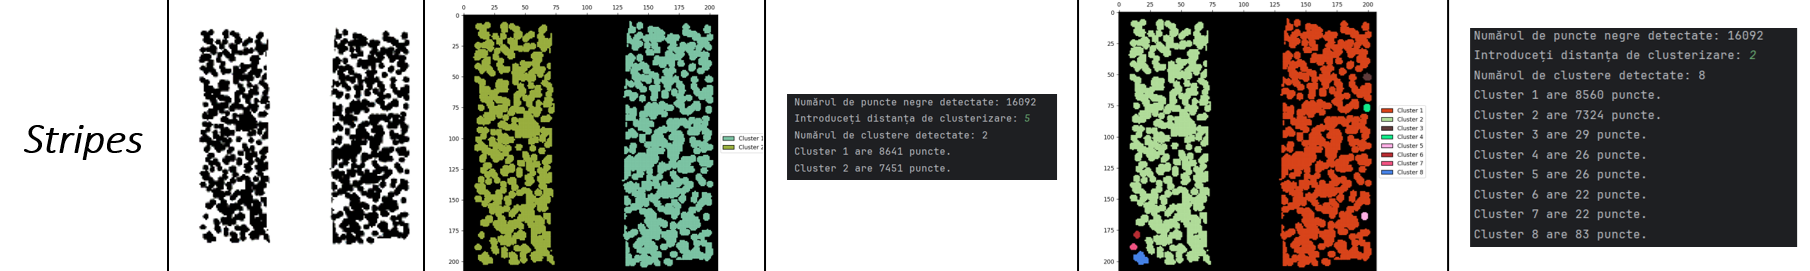 Stripes
0 25 50 75 100 125 150 175 200
0
25
50
75
100
125
150
175
200
Cluster 1
Cluster 2
Numărul de puncte negre detectate: 16092
Introduceți distanța de clusterizare: 5
Numărul de clustere detectate: 2
Cluster 1 are 8641 puncte.
Cluster 2 are 7451 puncte.
0 25 50 75 100 125 150 175 200
0
25
50
75
100
125
150
175
200
Cluster 1
Cluster 2
Cluster 3
Cluster 4
Cluster 5
Cluster 6
Cluster 7
Cluster 8
Numărul de puncte negre detectate: 16092
Introduceți distanța de clusterizare: 2
Numărul de clustere detectate: 8
Cluster 1 are 8560 puncte.
Cluster 2 are 7324 puncte.
Cluster 3 are 29 puncte.
Cluster 4 are 26 puncte.
Cluster 5 are 26 puncte.
Cluster 6 are 22 puncte.
Cluster 7 are 22 puncte.
Cluster 8 are 83 puncte.